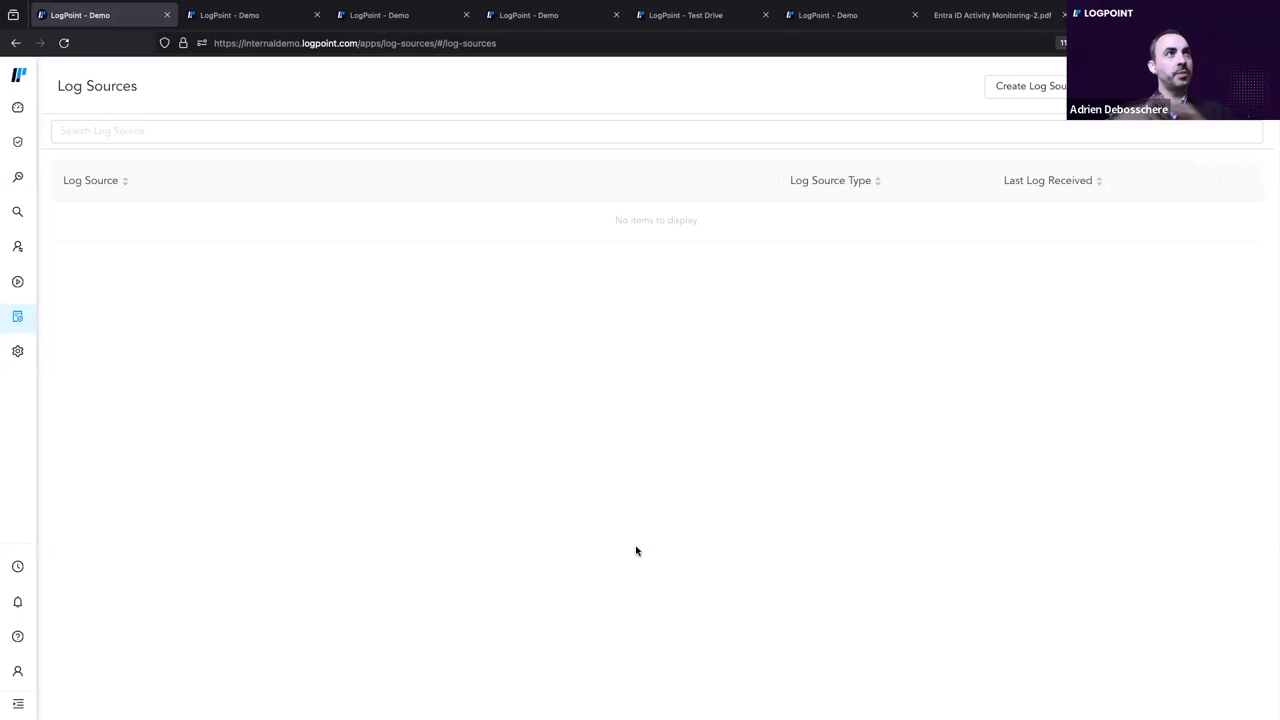 LogPoint - Demo
LogPoint - Demo
LogPoint - Demo
LogPoint - Demo
LogPoint - Test Drive
LogPoint - Demo
Entra ID Activity Monitoring-2.pdf
https://internaldemo.logpoint.com/apps/log-sources/#/log-sources
11
LOGPOINT
Adrien Debosschere
Log Sources
Create Log Sou
Search Log Source
Log Source
Log Source Type
Last Log Received
No items to display.